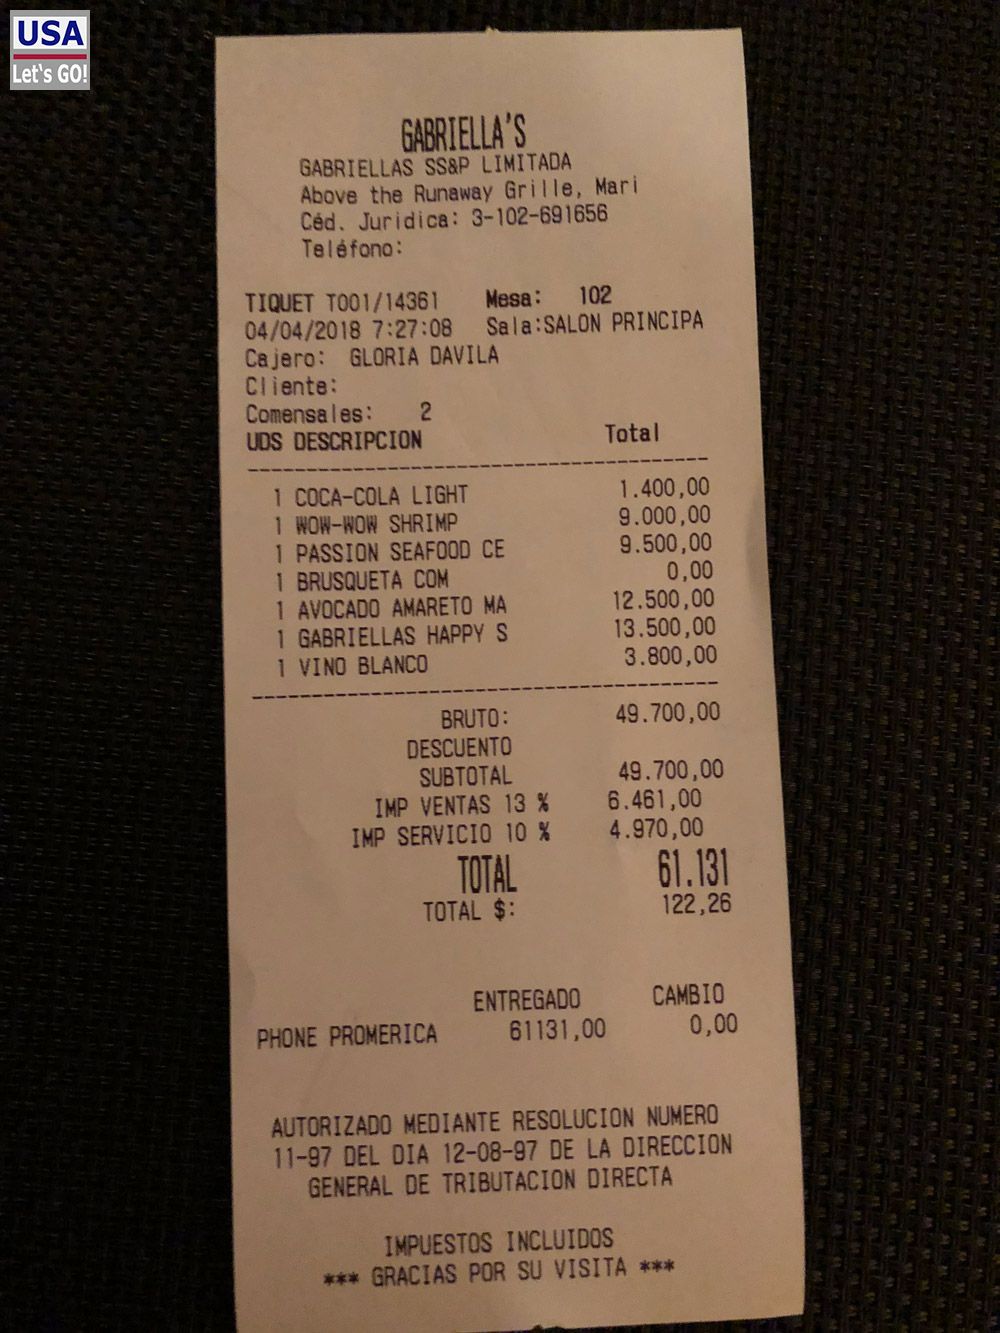 USA
Let's GO!
GABRIELLA'S
GABRIELLAS SS&P LIMITADA
Above the Runaway Grille, Mari
Céd. Juridica: 3-102-691656
Teléfono:
TIQUET T001/14361 Mesa: 102
04/04/2018 7:27:08 Sala:SALON PRINCIPA
Cajero: GLORIA DAVILA
Cliente:
Comensales: 2
UDS DESCRIPCION Total
1 COCA-COLA LIGHT 1.400,00
1 WOW-WOW SHRIMP 9.000,00
1 PASSION SEAFOOD CE 9.500,00
1 BRUSQUETA COM 0,00
1 AVOCADO AMARETO MA 12.500,00
1 GABRIELLAS HAPPY S 13.500,00
1 VINO BLANCO 3.800,00
BRUTO: 49.700,00
DESCUENTO
SUBTOTAL 49.700,00
IMP VENTAS 13 % 6.461,00
IMP SERVICIO 10 % 4.970,00
TOTAL 61.131
TOTAL $: 122,26
ENTREGADO CAMBIO
PHONE PROMERICA 61131,00 0,00
AUTORIZADO MEDIANTE RESOLUCION NUMERO
11-97 DEL DIA 12-08-97 DE LA DIRECCION
GENERAL DE TRIBUTACION DIRECTA
IMPUESTOS INCLUIDOS
*** GRACIAS POR SU VISITA ***